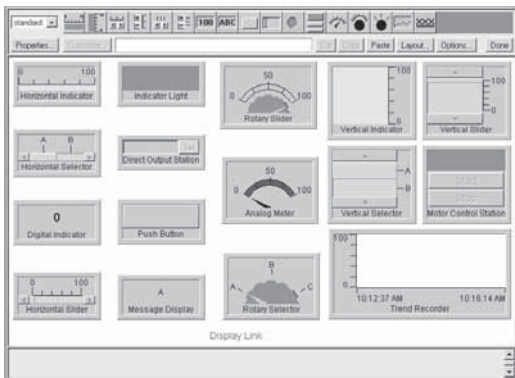 standard 100 ABC
Properties... Customize... Cut Copy Paste Layout... Options... Done
0 100
Horizontal Indicator
Indicator Light
50
0 100
Rotary Slider
100
0
Vertical Indicator
100
0
Vertical Slider
A B
Horizontal Selector
Set
Direct Output Station
50
0 100
Analog Meter
A
B
Vertical Selector
START
STOP
Motor Control Station
0
Digital Indicator
Push Button
0 100
Horizontal Slider
A
Message Display
B
A C
Rotary Selector
100
0
10:12:37 AM 10:16:14 AM
Trend Recorder
Display Link